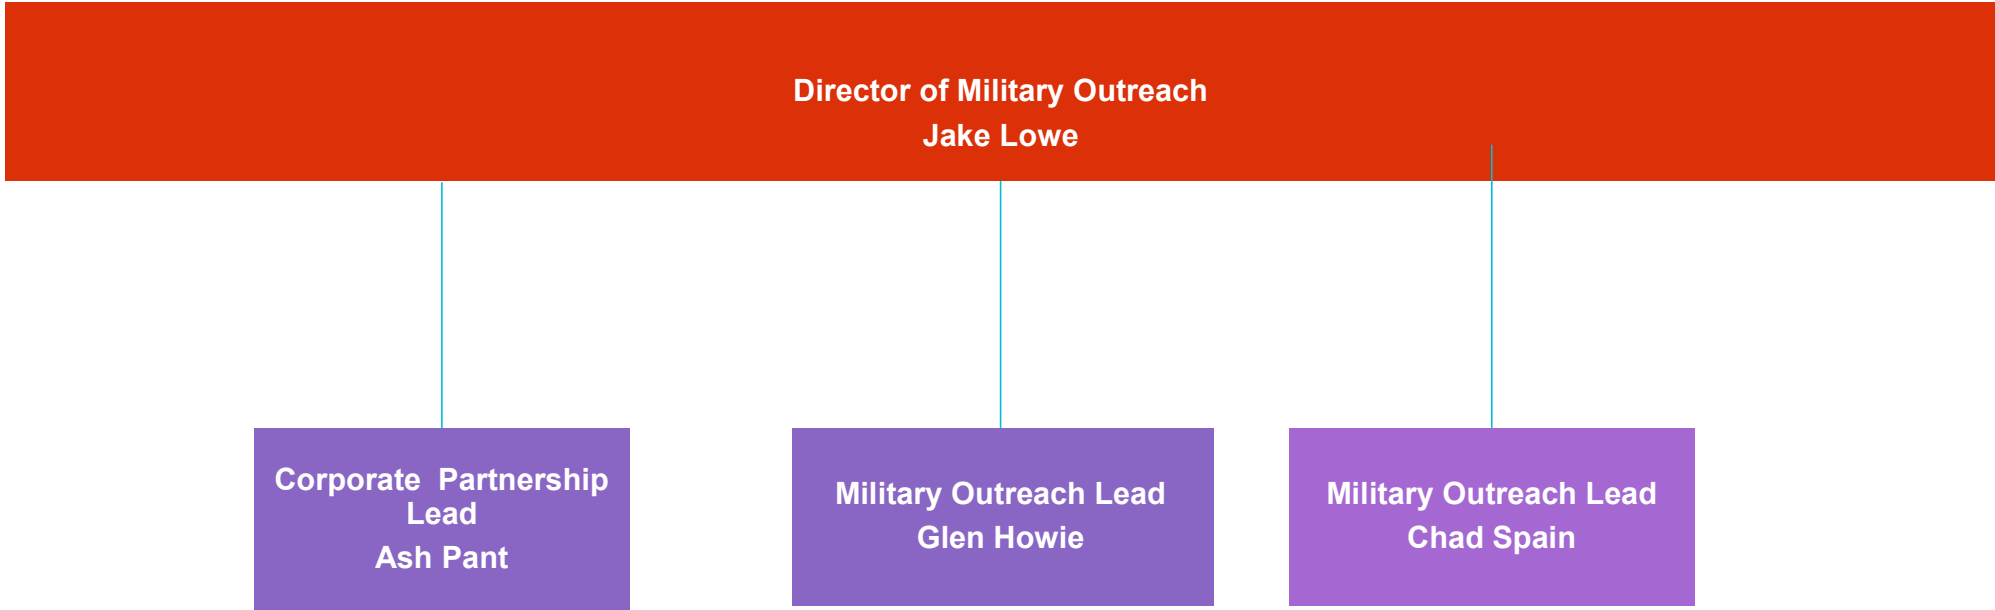 Director of Military Outreach
Jake Lowe
Corporate  Partnership
Lead
Ash Pant
Military Outreach Lead
Glen Howie
Military Outreach Lead
Chad Spain